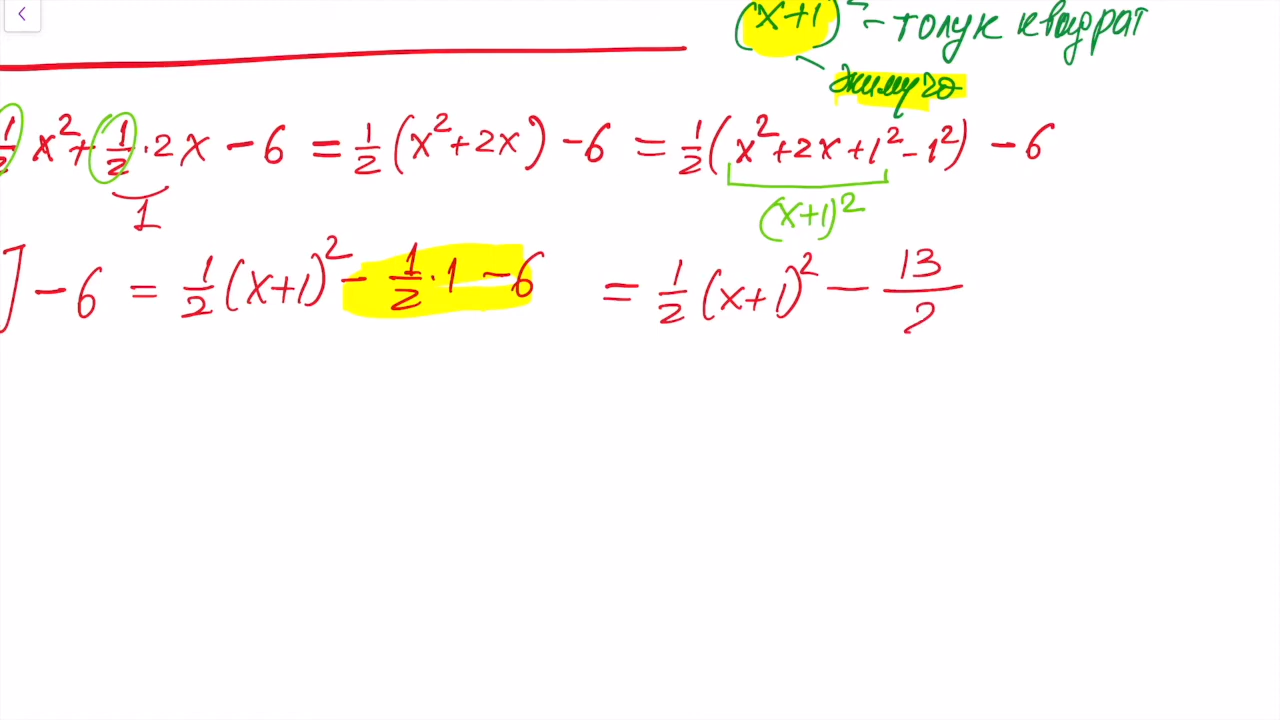 (x+1)² - толук квадрат
экилүчө
1/2 x² + 1/2 · 2x - 6 = 1/2 (x² + 2x) - 6 = 1/2 (x² + 2x + 1² - 1²) - 6
1
(x+1)²
] - 6 = 1/2 (x+1)² - 1/2 · 1 - 6 = 1/2 (x+1)² - 13/2